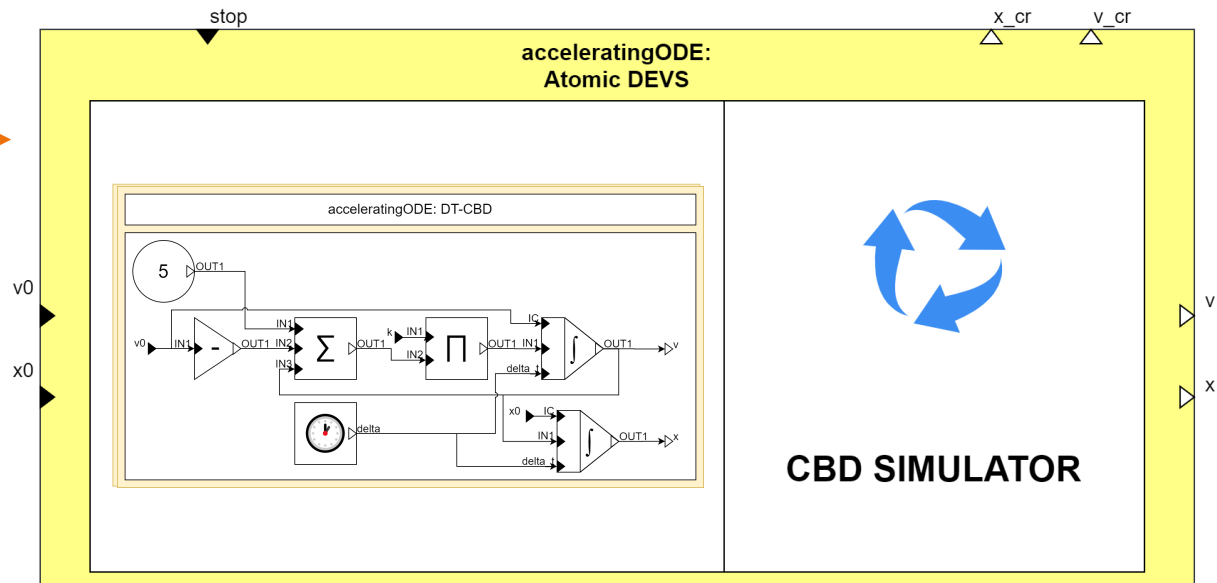 stop
x_cr
v_cr
acceleratingODE:
Atomic DEVS
acceleratingODE: DT-CBD
5
OUT1
v0
x0
v0
IN1
-
OUT1
IN1
IN2
IN3
Σ
OUT1
k
IN1
IN2
Π
OUT1
IC
IN1
delta_t
∫
OUT1
v
delta
x0
IC
IN1
delta_t
∫
OUT1
x
v
x
CBD SIMULATOR